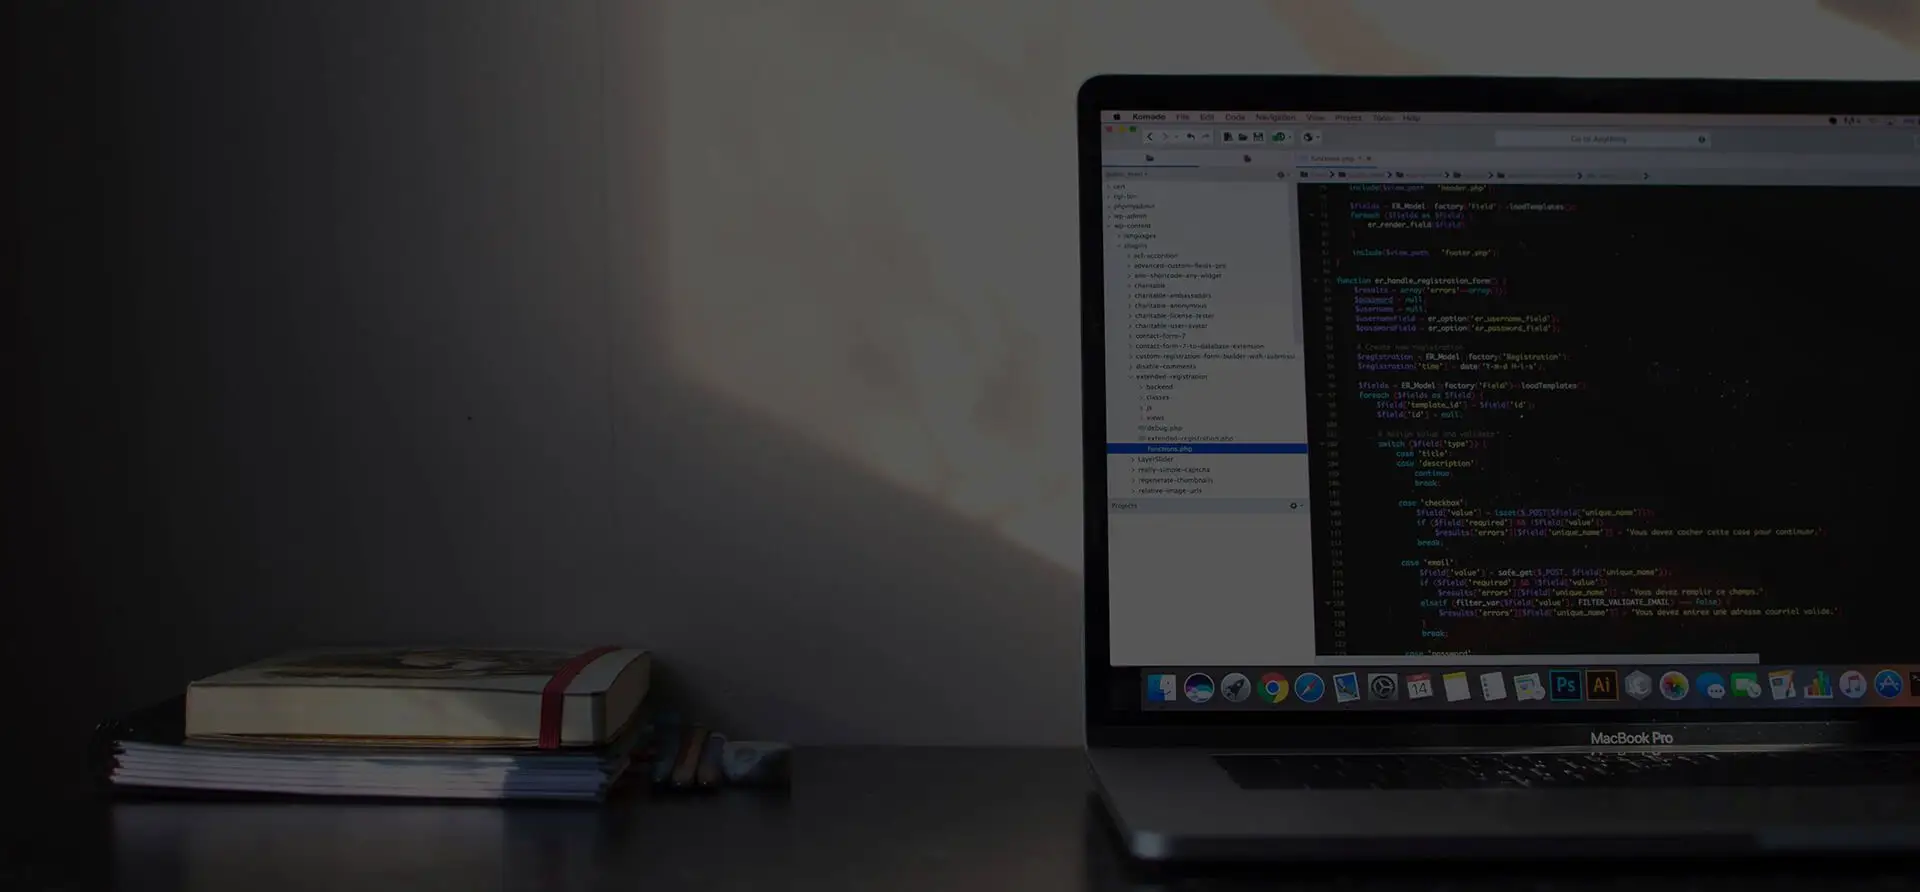 Komodo File Edit Code Navigation View Project Tools Help
Go to Anything
functions.php
cert
cgi-bin
phpmyadmin
wp-admin
wp-content
languages
plugins
acf-accordion
advanced-custom-fields-pro
amr-shortcode-any-widget
charitable
charitable-ambassadors
charitable-anonymous
charitable-license-tester
charitable-user-avatar
contact-form-7
contact-form-7-to-database-extension
custom-registration-form-builder-with-submissi
disable-comments
extended-registration
backend
classes
js
views
debug.php
extended-registration.php
functions.php
LayerSlider
really-simple-captcha
regenerate-thumbnails
relative-image-urls
Projects
include($view_path 'header.php');
$fields = ER_Model::factory('Field')->loadTemplates();
foreach ($fields as $field) {
er_render_field($field);
}
include($view_path 'footer.php');
}
function er_handle_registration_form() {
$results = array('errors'=>array());
$password = null;
$username = null;
$usernameField = er_option('er_username_field');
$passwordField = er_option('er_password_field');
# Create new registration
$registration = ER_Model::factory('Registration');
$registration['time'] = date('Y-m-d H:i:s');
$fields = ER_Model::factory('Field')->loadTemplates();
foreach ($fields as $field) {
$field['template_id'] = $field['id'];
$field['id'] = null;
# Assign value and validate
switch ($field['type']) {
case 'title':
case 'description':
continue;
break;
case 'checkbox':
$field['value'] = isset($_POST[$field['unique_name']]);
if ($field['required'] && !$field['value'])
$results['errors'][$field['unique_name']] = 'Vous devez cocher cette case pour continuer.';
break;
case 'email':
$field['value'] = safe_get($_POST, $field['unique_name']);
if ($field['required'] && !$field['value'])
$results['errors'][$field['unique_name']] = 'Vous devez remplir ce champs.';
elseif (filter_var($field['value'], FILTER_VALIDATE_EMAIL) === false) {
$results['errors'][$field['unique_name']] = 'Vous devez entrer une adresse courriel valide.';
}
break;
case 'password':
14
Ps
Ai
MacBook Pro